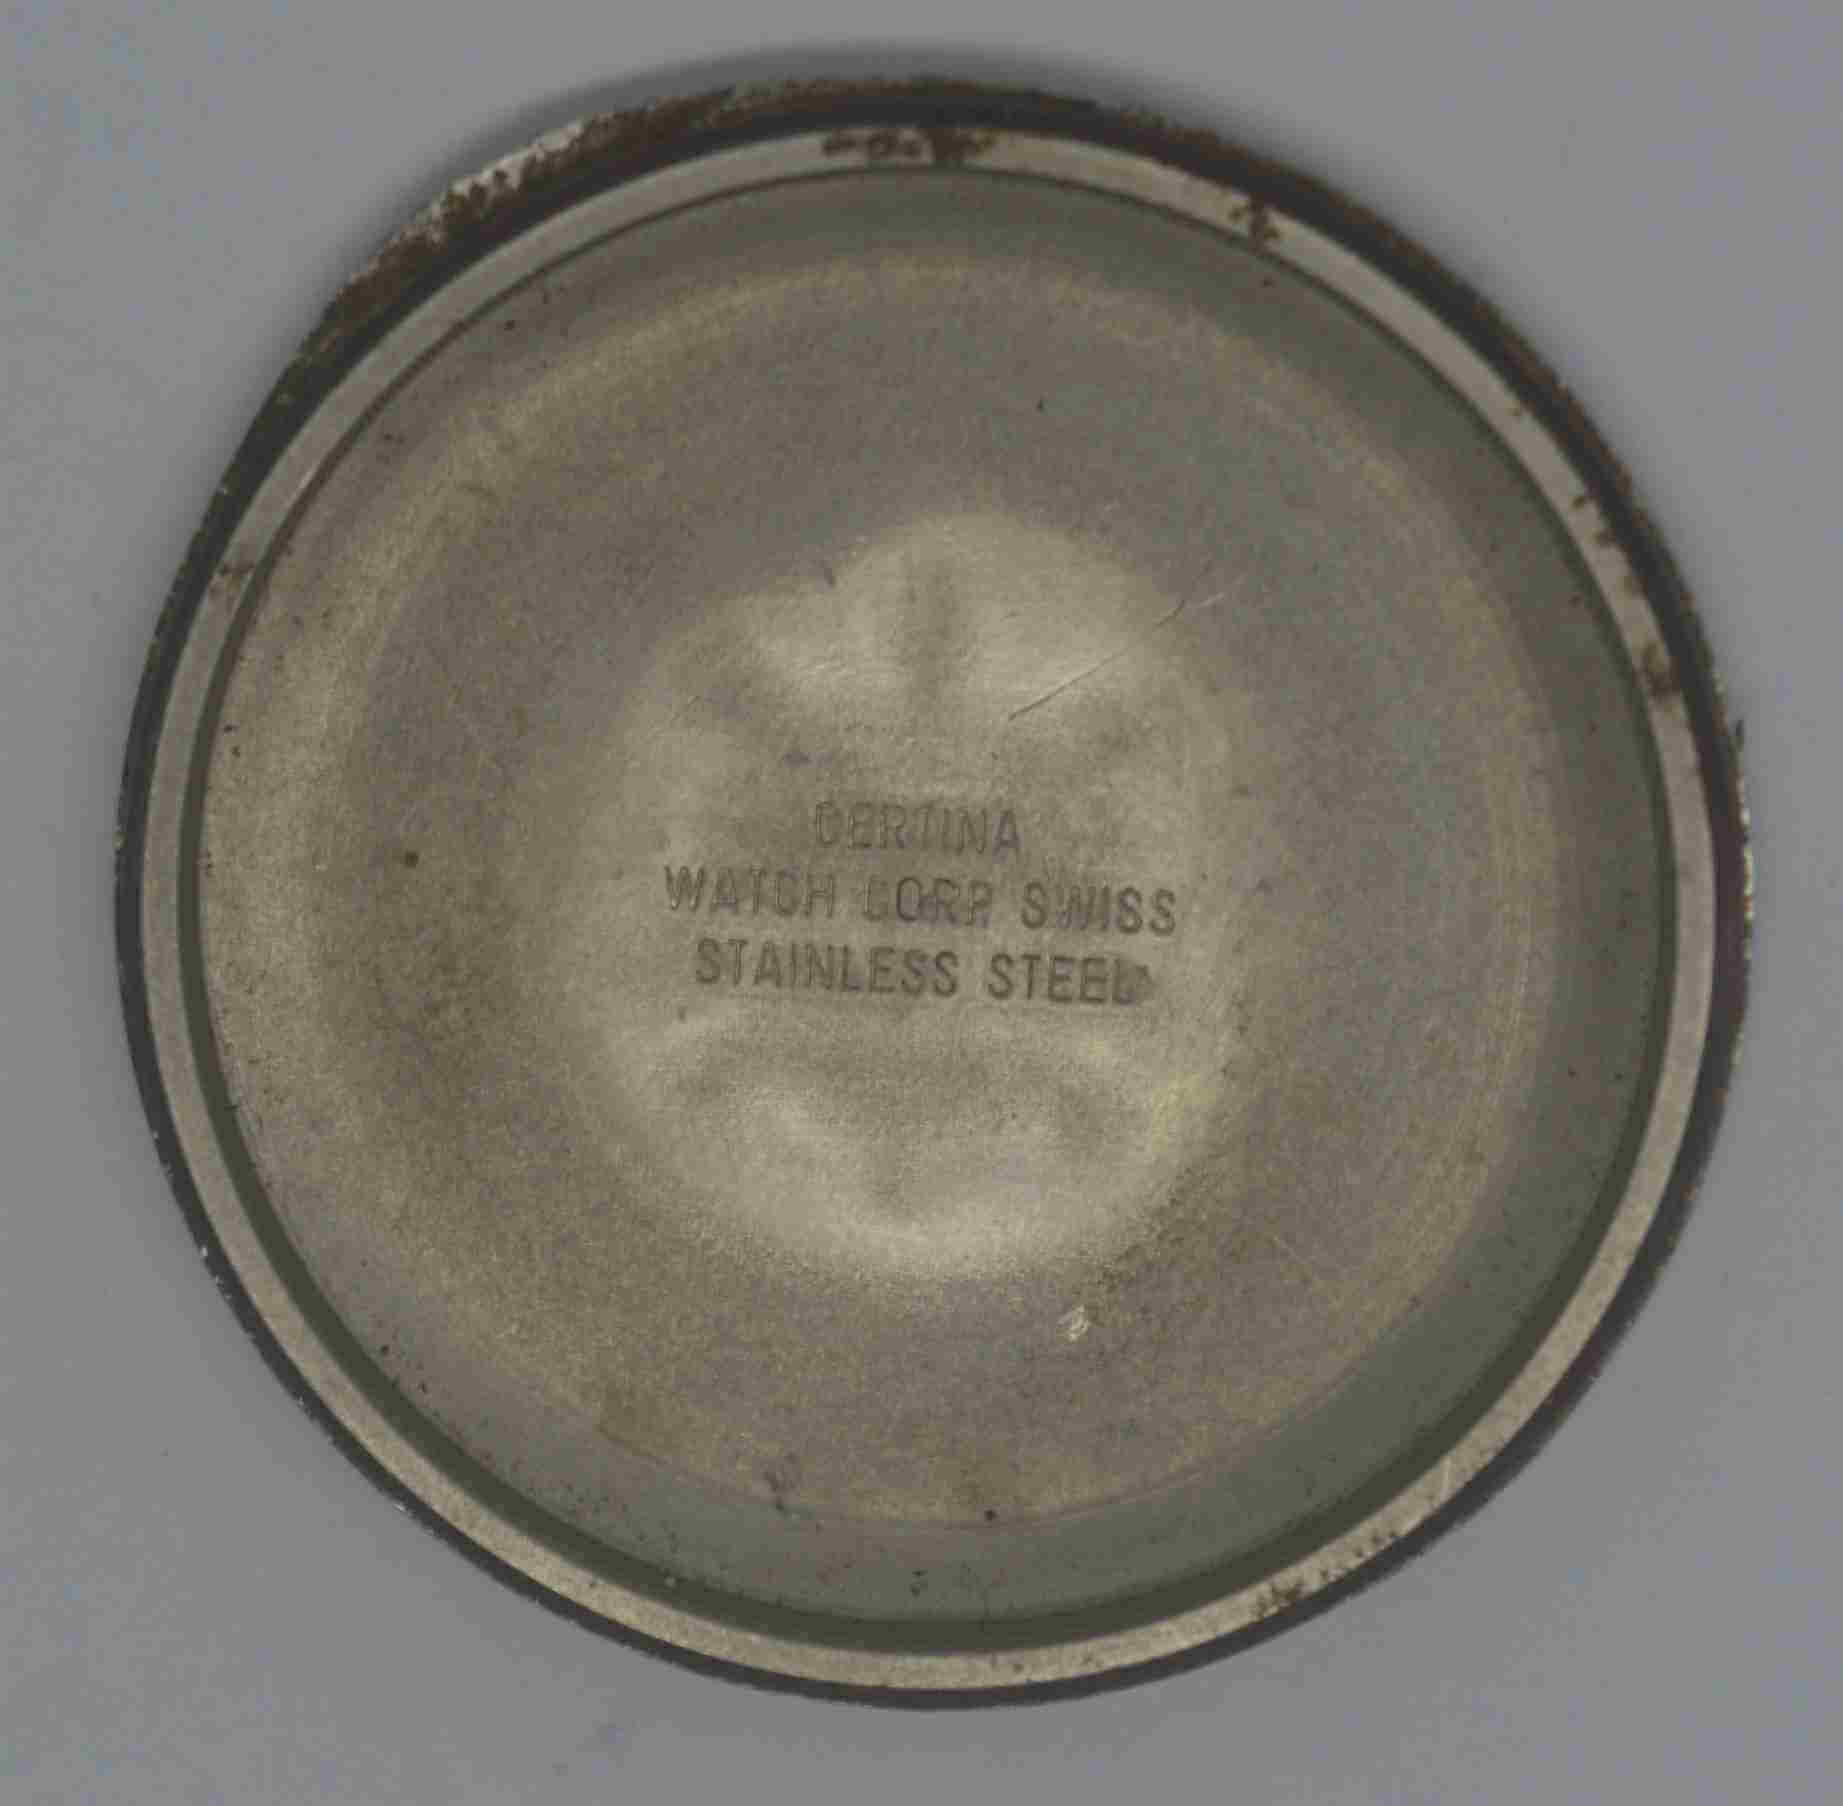 CERTINA
WATCH CORP. SWISS
STAINLESS STEEL